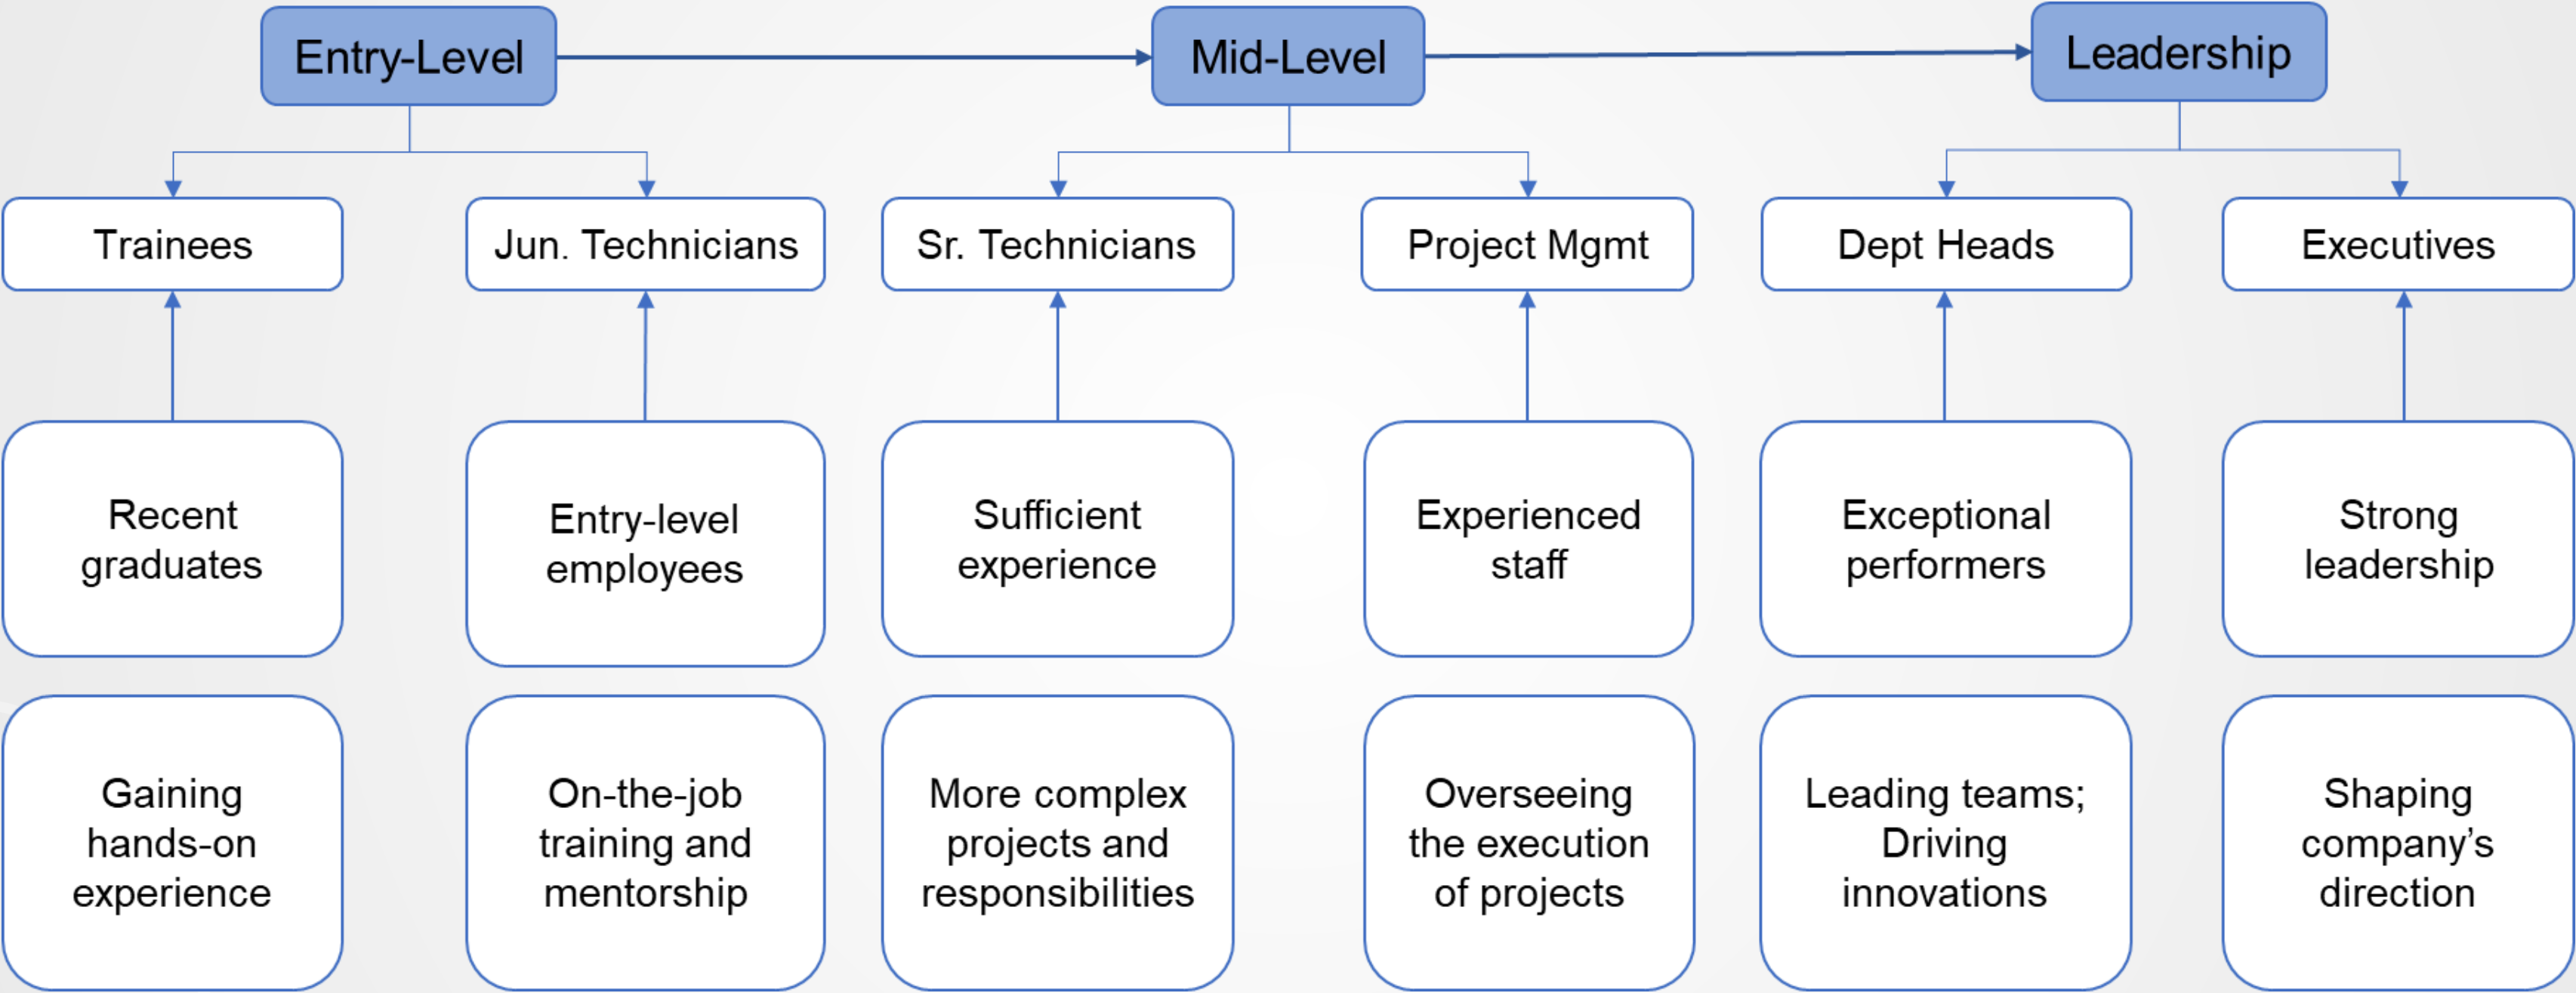 Entry-Level
Mid-Level
Leadership
Trainees
Jun. Technicians
Sr. Technicians
Project Mgmt
Dept Heads
Executives
Recent
graduates
Entry-level
employees
Sufficient
experience
Experienced
staff
Exceptional
performers
Strong
leadership
Gaining
hands-on
experience
On-the-job
training and
mentorship
More complex
projects and
responsibilities
Overseeing
the execution
of projects
Leading teams;
Driving
innovations
Shaping
company’s
direction